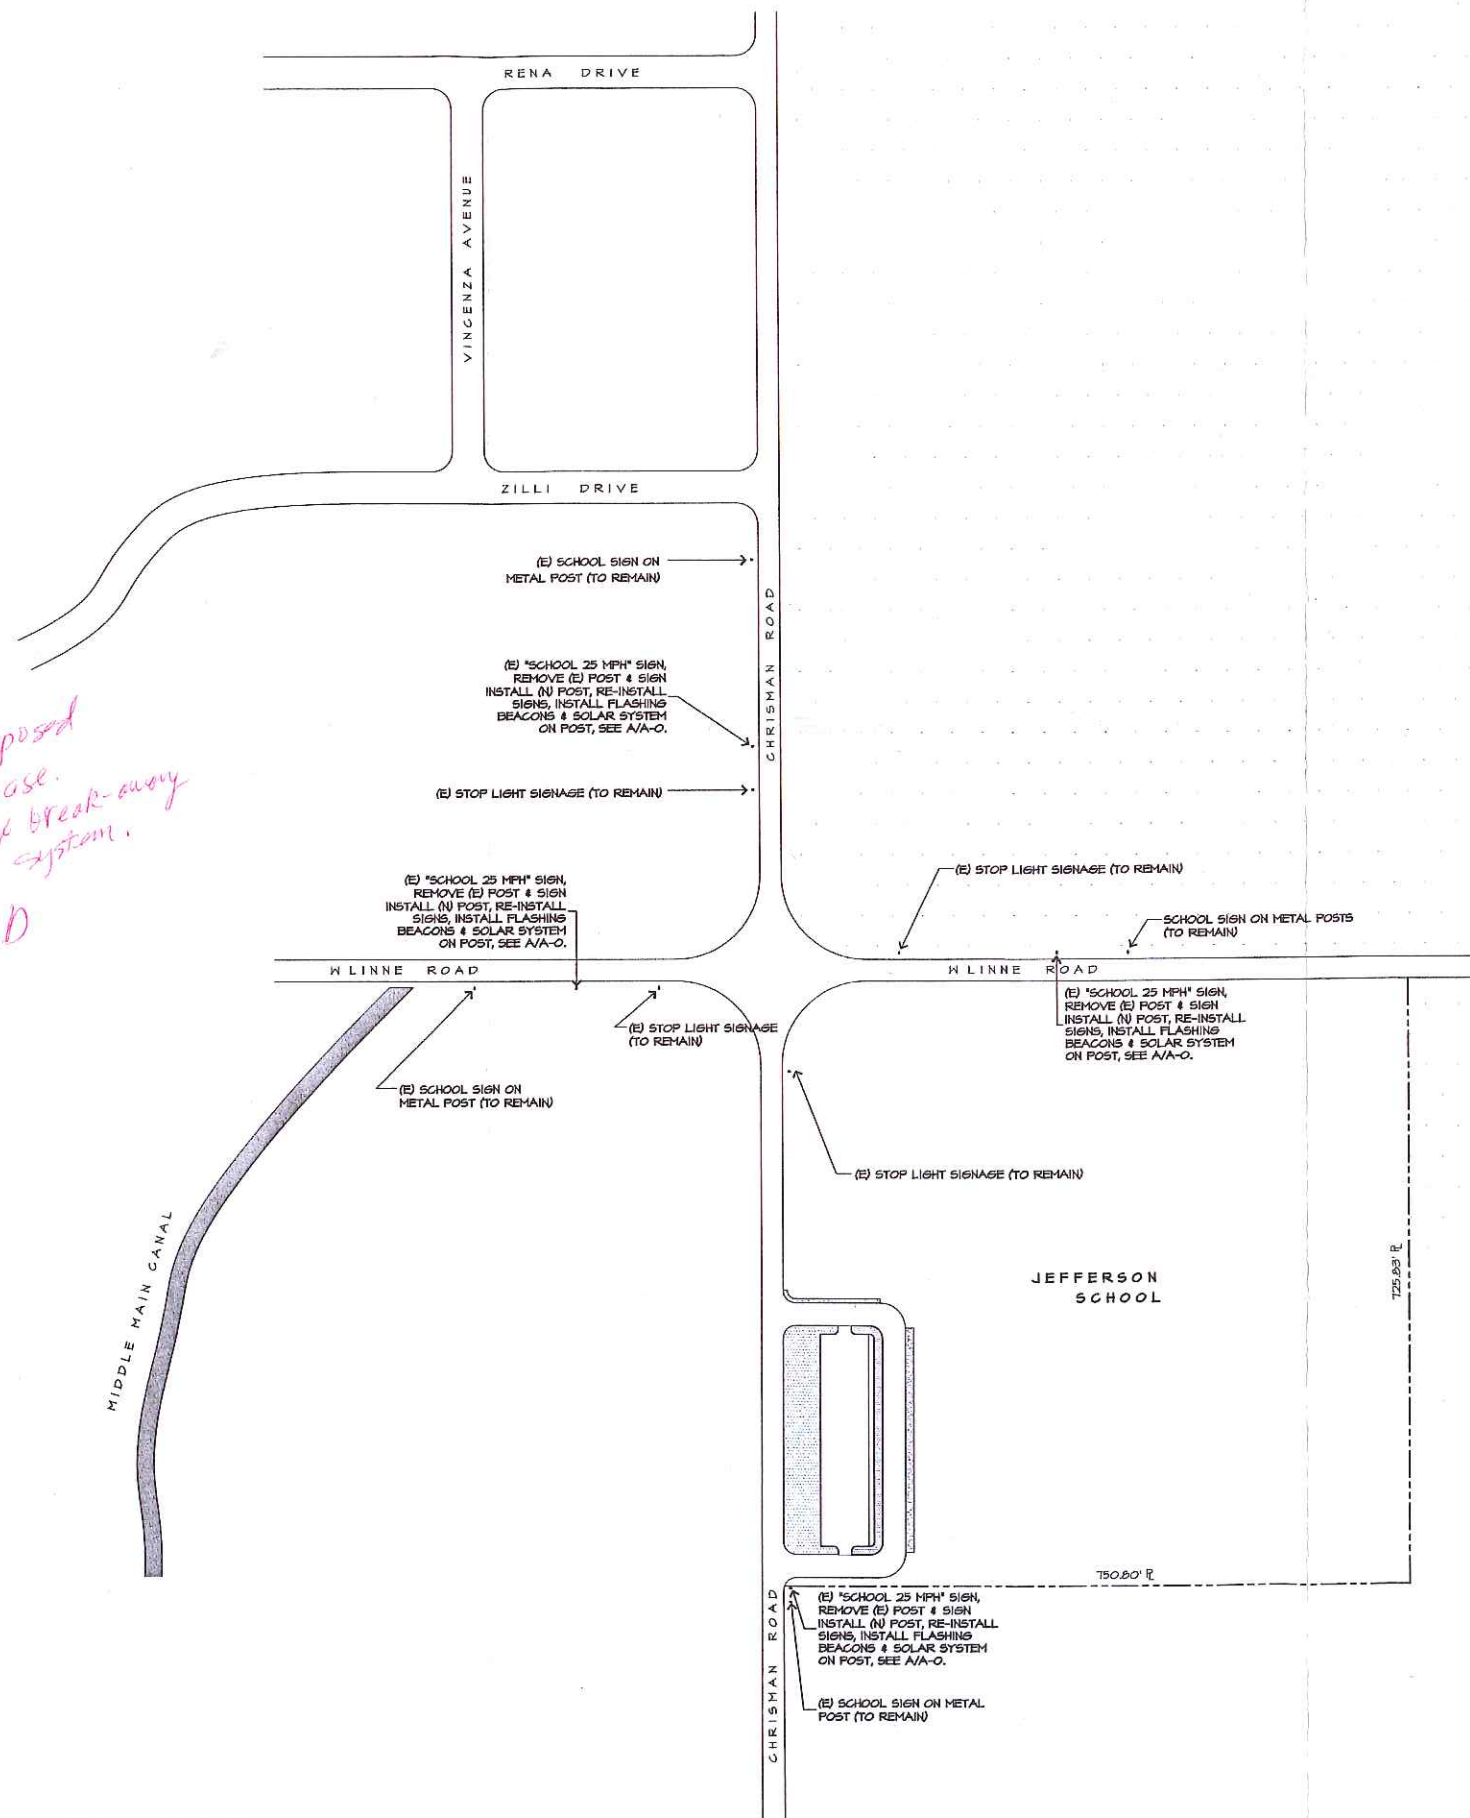 RENA DRIVE
VINCENZA AVENUE
ZILLI DRIVE
(E) SCHOOL SIGN ON
METAL POST (TO REMAIN)
CHRISMAN ROAD
(E) "SCHOOL 25 MPH" SIGN,
REMOVE (E) POST & SIGN
INSTALL (N) POST, RE-INSTALL
SIGNS, INSTALL FLASHING
BEACONS & SOLAR SYSTEM
ON POST, SEE A/A-O.
(E) STOP LIGHT SIGNAGE (TO REMAIN)
break-away
system.
D
(E) "SCHOOL 25 MPH" SIGN,
REMOVE (E) POST & SIGN
INSTALL (N) POST, RE-INSTALL
SIGNS, INSTALL FLASHING
BEACONS & SOLAR SYSTEM
ON POST, SEE A/A-O.
(E) STOP LIGHT SIGNAGE (TO REMAIN)
SCHOOL SIGN ON METAL POSTS
(TO REMAIN)
W LINNE ROAD
W LINNE ROAD
(E) "SCHOOL 25 MPH" SIGN,
REMOVE (E) POST & SIGN
INSTALL (N) POST, RE-INSTALL
SIGNS, INSTALL FLASHING
BEACONS & SOLAR SYSTEM
ON POST, SEE A/A-O.
(E) STOP LIGHT SIGNAGE
(TO REMAIN)
(E) SCHOOL SIGN ON
METAL POST (TO REMAIN)
(E) STOP LIGHT SIGNAGE (TO REMAIN)
MIDDLE MAIN CANAL
JEFFERSON
SCHOOL
725.83' PL
750.80' PL
CHRISMAN ROAD
(E) "SCHOOL 25 MPH" SIGN,
REMOVE (E) POST & SIGN
INSTALL (N) POST, RE-INSTALL
SIGNS, INSTALL FLASHING
BEACONS & SOLAR SYSTEM
ON POST, SEE A/A-O.
(E) SCHOOL SIGN ON METAL
POST (TO REMAIN)